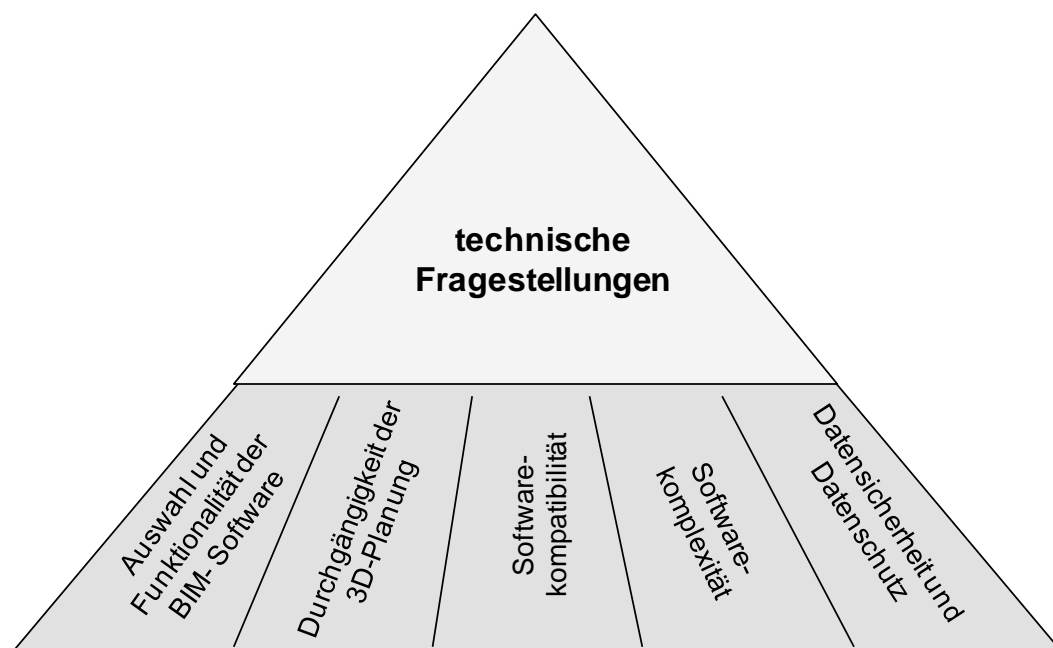 technische
Fragestellungen
Auswahl und
Funktionalität der
BIM- Software
Durchgängigkeit der
3D-Planung
Software-
kompatibilität
Software-
komplexität
Datensicherheit und
Datenschutz